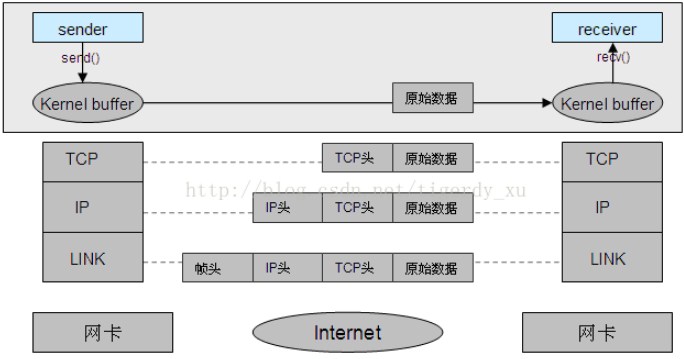 sender
receiver
send()
recv()
Kernel buffer
原始数据
Kernel buffer
TCP
TCP头
原始数据
TCP
http://blog.csdn.net/tigerdy_xu
IP
IP头
TCP头
原始数据
IP
LINK
帧头
IP头
TCP头
原始数据
LINK
网卡
Internet
网卡